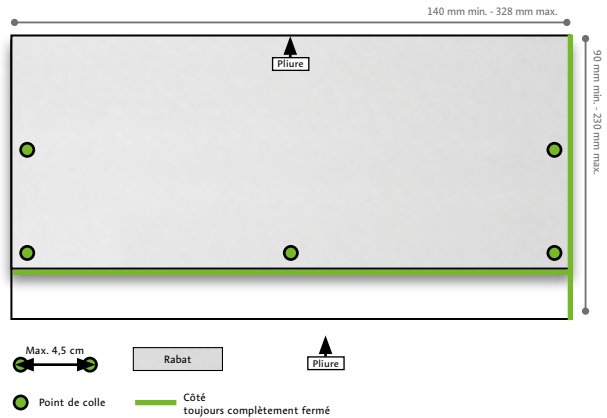 140 mm min. - 328 mm max.
Pliure
90 mm min. - 230 mm max.
Max. 4,5 cm
Rabat
Pliure
Point de colle
Côté
toujours complètement fermé